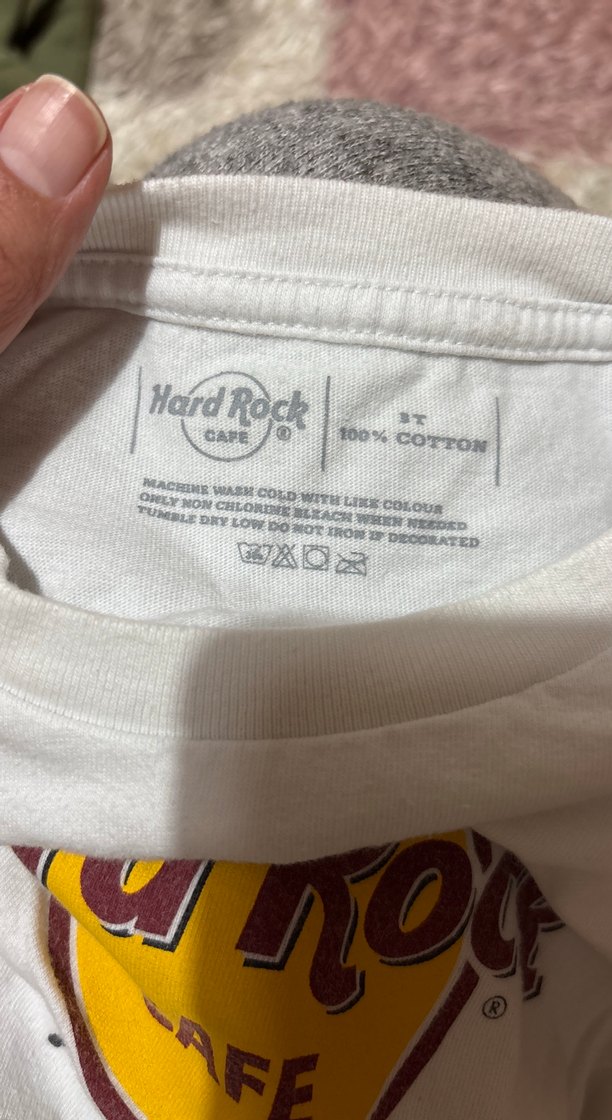 Hard Rock
CAFE ®
3T
100% COTTON
MACHINE WASH COLD WITH LIKE COLOUR
ONLY NON CHLORINE BLEACH WHEN NEEDED
TUMBLE DRY LOW DO NOT IRON IF DECORATED
d Rock
®
CAFE